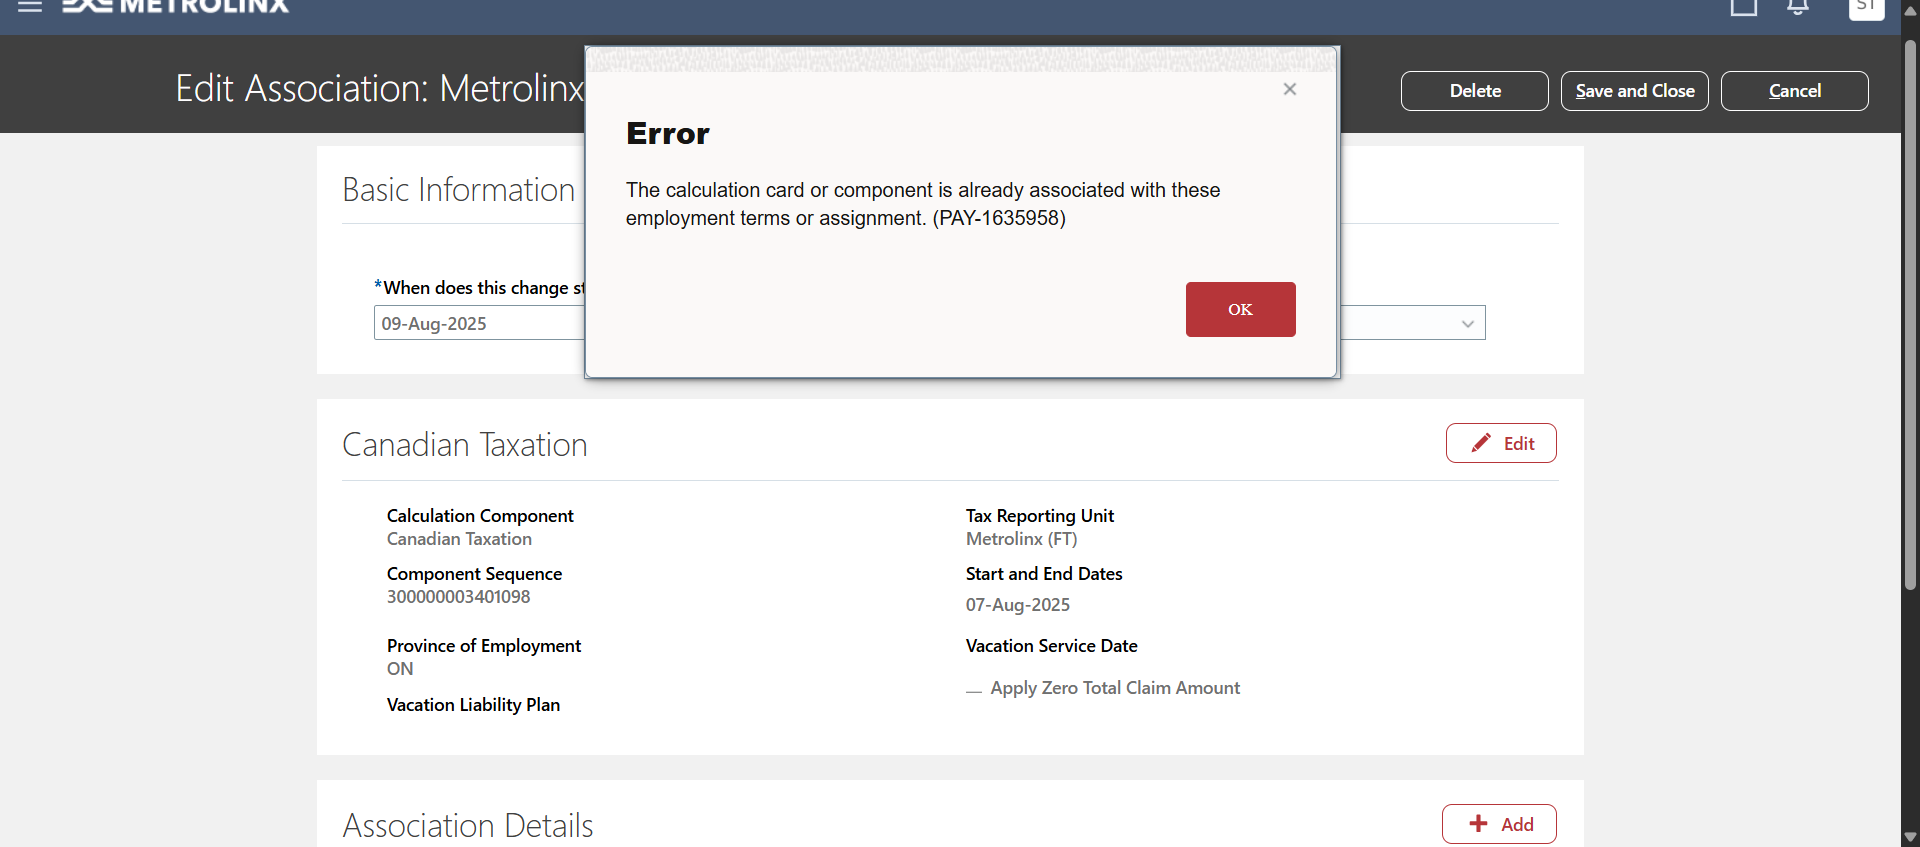 METROLINX
ST
Edit Association: Metrolinx
Delete
Save and Close
Cancel
Error
The calculation card or component is already associated with these
employment terms or assignment. (PAY-1635958)
OK
Basic Information
*When does this change st
09-Aug-2025
Canadian Taxation
Edit
Calculation Component
Canadian Taxation
Tax Reporting Unit
Metrolinx (FT)
Component Sequence
300000003401098
Start and End Dates
07-Aug-2025
Province of Employment
ON
Vacation Service Date
Apply Zero Total Claim Amount
Vacation Liability Plan
Association Details
Add